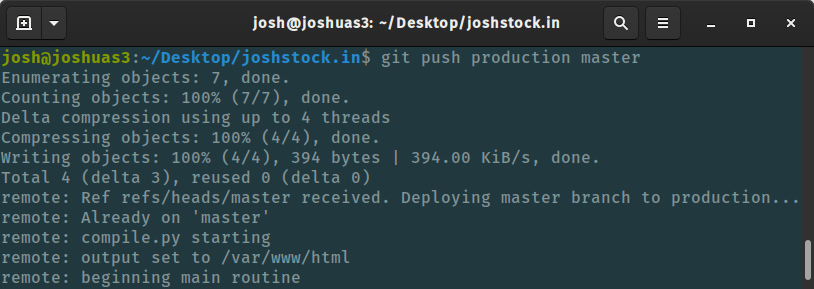 josh@joshuas3: ~/Desktop/joshstock.in
josh@joshuas3:~/Desktop/joshstock.in$ git push production master
Enumerating objects: 7, done.
Counting objects: 100% (7/7), done.
Delta compression using up to 4 threads
Compressing objects: 100% (4/4), done.
Writing objects: 100% (4/4), 394 bytes | 394.00 KiB/s, done.
Total 4 (delta 3), reused 0 (delta 0)
remote: Ref refs/heads/master received. Deploying master branch to production...
remote: Already on 'master'
remote: compile.py starting
remote: output set to /var/www/html
remote: beginning main routine